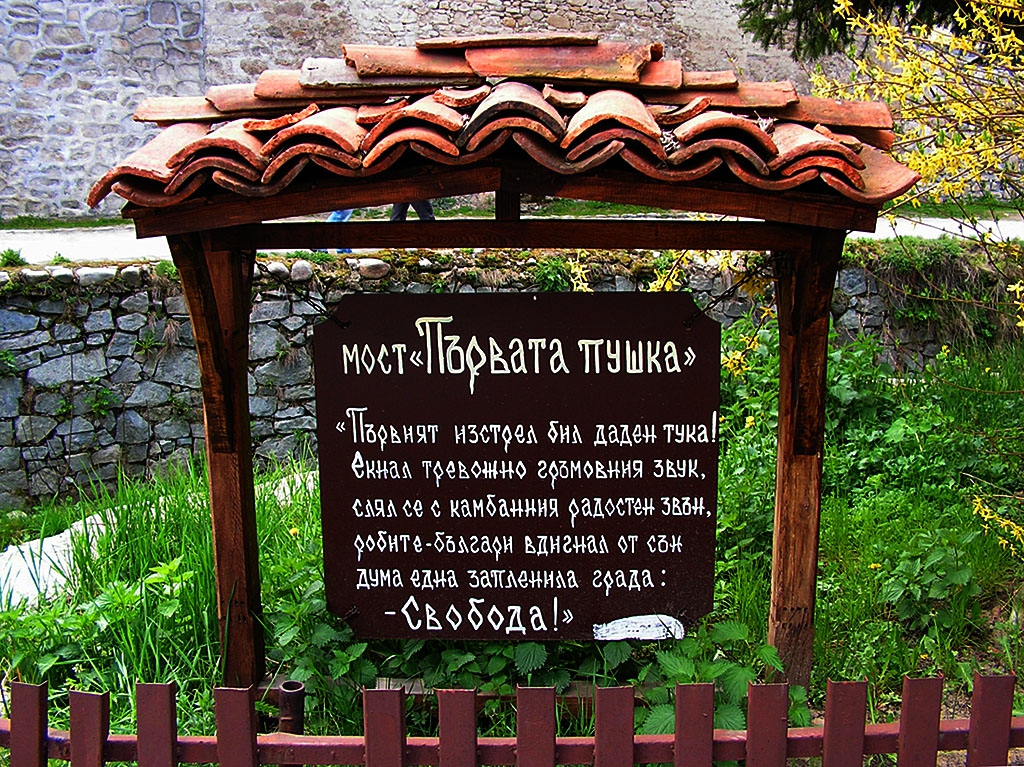 мост «Първата пушка»
«Първият изстрел бил даден тука!
Екнал тревожно гръмовния звук,
слял се с камбанния радостен звън,
робите-българи вдигнал от сън
дума една запленила града:
-Свобода!»